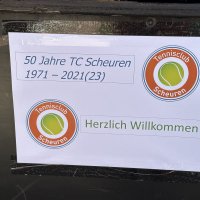 50 Jahre TC Scheuren
1971 – 2021(23)
Tennisclub
Scheuren
Tennisclub
Scheuren
Herzlich Willkommen